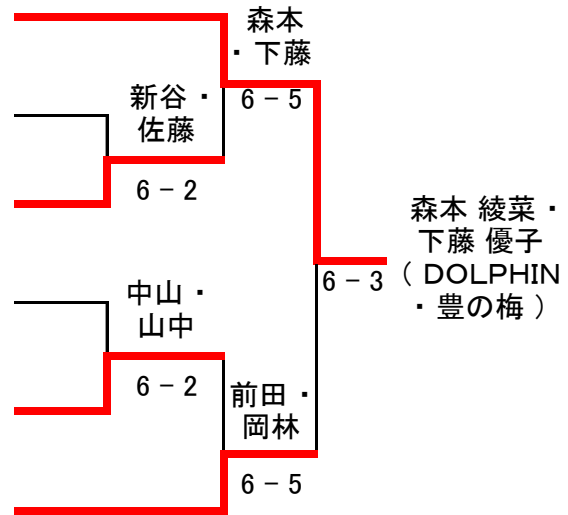 森本
・下藤
6－5
新谷・
佐藤
6－2
森本 綾菜・
下藤 優子
（ DOLPHIN
・豊の梅 ）
6－3
中山・
山中
6－2
前田・
岡林
6－5